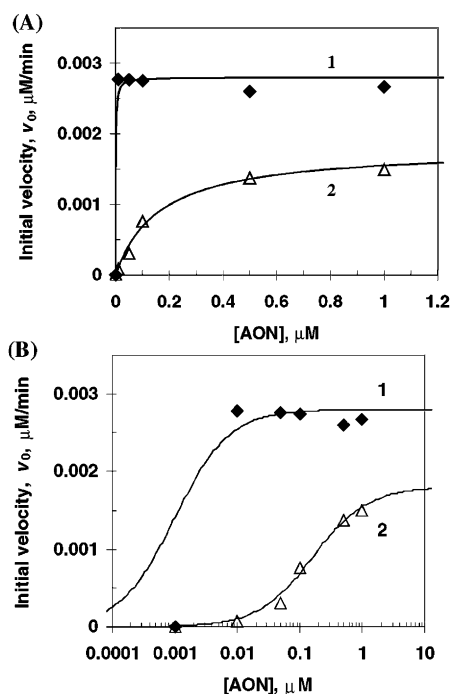 (A)
0.003
0.002
0.001
0
Initial velocity, v₀, μM/min
1
2
0 0.2 0.4 0.6 0.8 1 1.2
[AON], μM
(B)
0.003
0.002
0.001
0
Initial velocity, v₀, μM/min
1
2
0.0001 0.001 0.01 0.1 1 10
[AON], μM